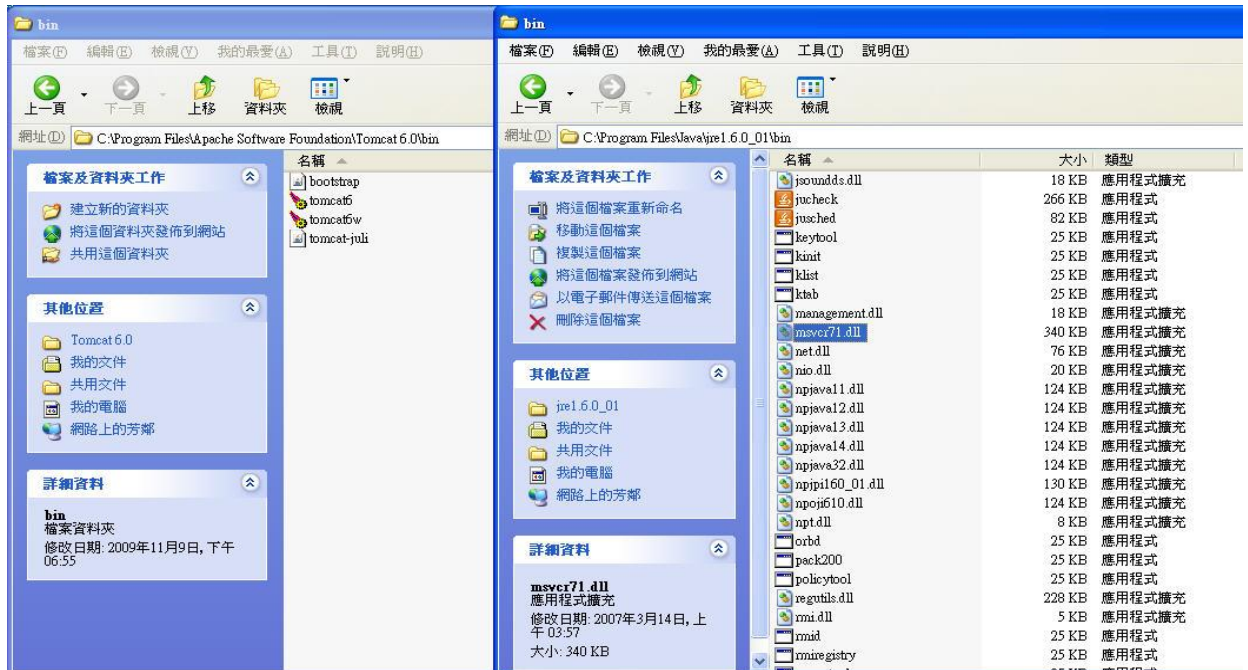 bin
檔案(F) 編輯(E) 檢視(V) 我的最愛(A) 工具(T) 說明(H)
上一頁 下一頁 上移 資料夾 檢視
網址(D) C:\Program Files\Apache Software Foundation\Tomcat 6.0\bin
檔案及資料夾工作
建立新的資料夾
將這個資料夾發佈到網站
共用這個資料夾
其他位置
Tomcat 6.0
我的文件
共用文件
我的電腦
網路上的芳鄰
詳細資料
bin
檔案資料夾
修改日期: 2009年11月9日, 下午
06:55
名稱
bootstrap
tomcat6
tomcat6w
tomcat-juli
bin
檔案(F) 編輯(E) 檢視(V) 我的最愛(A) 工具(T) 說明(H)
上一頁 下一頁 上移 資料夾 檢視
網址(D) C:\Program Files\Java\jre1.6.0_01\bin
檔案及資料夾工作
將這個檔案重新命名
移動這個檔案
複製這個檔案
將這個檔案發佈到網站
以電子郵件傳送這個檔案
刪除這個檔案
其他位置
jre1.6.0_01
我的文件
共用文件
我的電腦
網路上的芳鄰
詳細資料
msvcr71.dll
應用程式擴充
修改日期: 2007年3月14日, 上
午 03:57
大小: 340 KB
名稱 大小 類型
jsoundds.dll 18 KB 應用程式擴充
jucheck 266 KB 應用程式
jusched 82 KB 應用程式
keytool 25 KB 應用程式
kinit 25 KB 應用程式
klist 25 KB 應用程式
ktab 25 KB 應用程式
management.dll 18 KB 應用程式擴充
msvcr71.dll 340 KB 應用程式擴充
net.dll 76 KB 應用程式擴充
nio.dll 20 KB 應用程式擴充
npjava11.dll 124 KB 應用程式擴充
npjava12.dll 124 KB 應用程式擴充
npjava13.dll 124 KB 應用程式擴充
npjava14.dll 124 KB 應用程式擴充
npjava32.dll 124 KB 應用程式擴充
npjpi160_01.dll 130 KB 應用程式擴充
npoji610.dll 124 KB 應用程式擴充
npt.dll 8 KB 應用程式擴充
orbd 25 KB 應用程式
pack200 25 KB 應用程式
policytool 25 KB 應用程式
regutils.dll 228 KB 應用程式擴充
rmi.dll 5 KB 應用程式擴充
rmid 25 KB 應用程式
rmiregistry 25 KB 應用程式